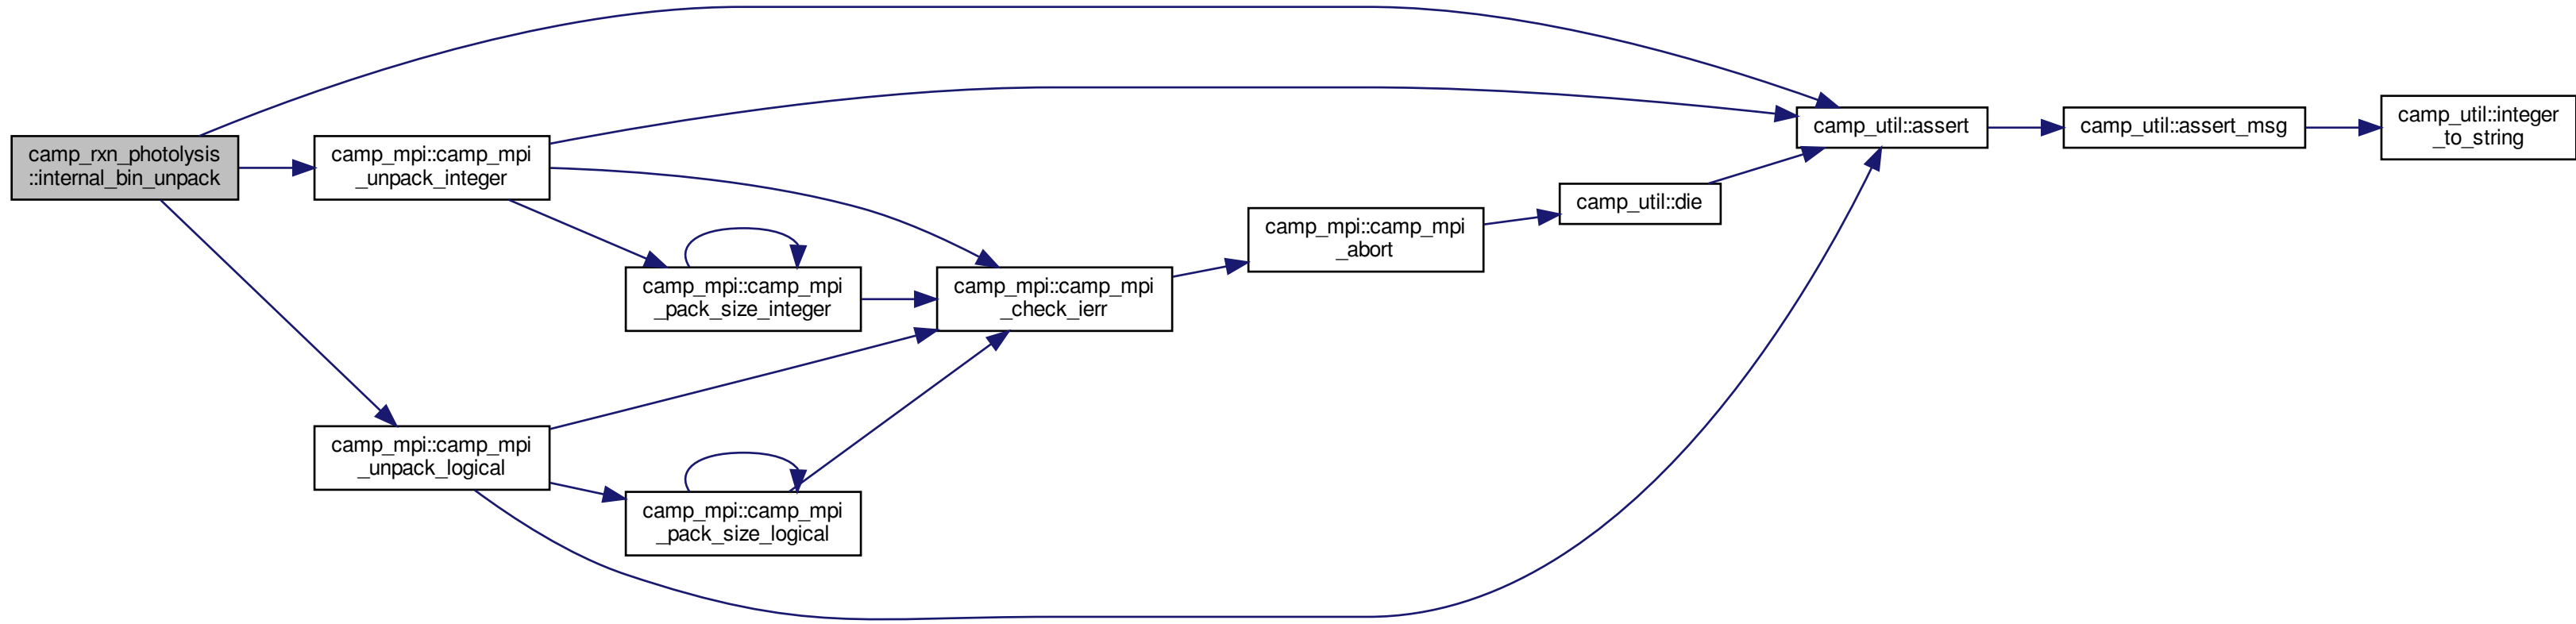 camp_rxn_photolysis
::internal_bin_unpack
camp_mpi::camp_mpi
_unpack_integer
camp_mpi::camp_mpi
_pack_size_integer
camp_mpi::camp_mpi
_check_ierr
camp_mpi::camp_mpi
_abort
camp_util::die
camp_util::assert
camp_util::assert_msg
camp_util::integer
_to_string
camp_mpi::camp_mpi
_unpack_logical
camp_mpi::camp_mpi
_pack_size_logical